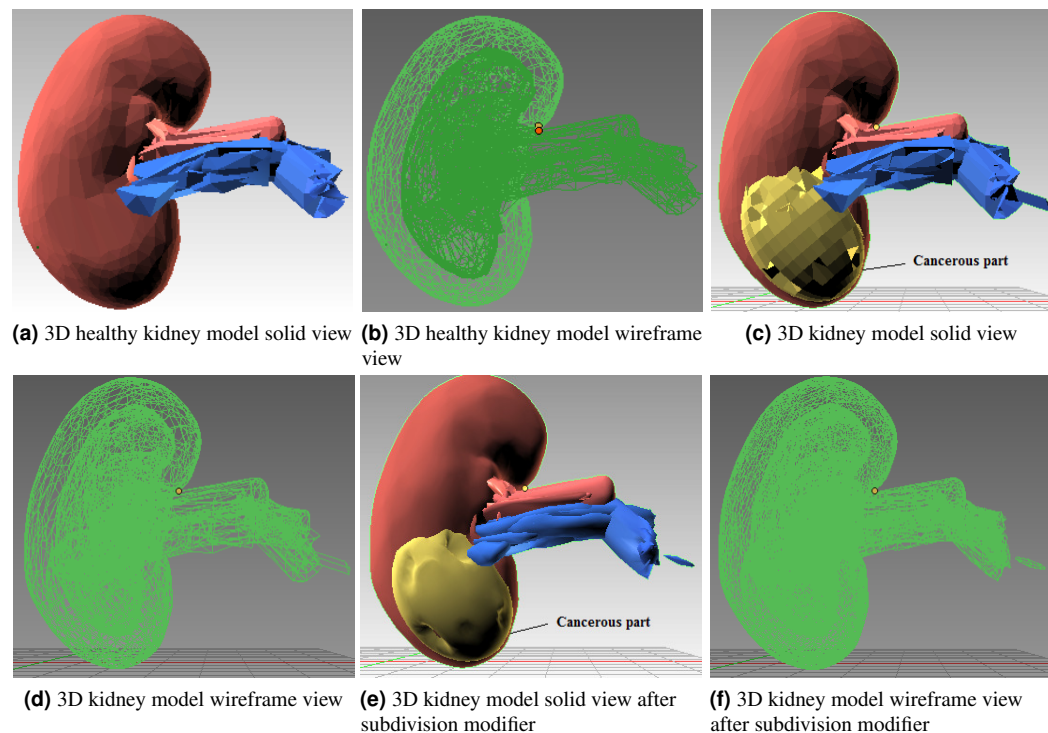 Cancerous part
(a) 3D healthy kidney model solid view
(b) 3D healthy kidney model wireframe
view
(c) 3D kidney model solid view
Cancerous part
(d) 3D kidney model wireframe view
(e) 3D kidney model solid view after
subdivision modifier
(f) 3D kidney model wireframe view
after subdivision modifier